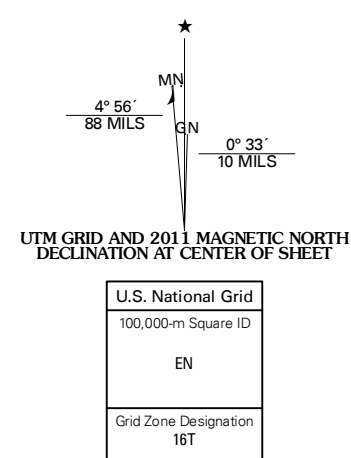 ★
MN
4° 56´
88 MILS
GN
0° 33´
10 MILS
UTM GRID AND 2011 MAGNETIC NORTH
DECLINATION AT CENTER OF SHEET
U.S. National Grid
100,000-m Square ID
EN
Grid Zone Designation
16T